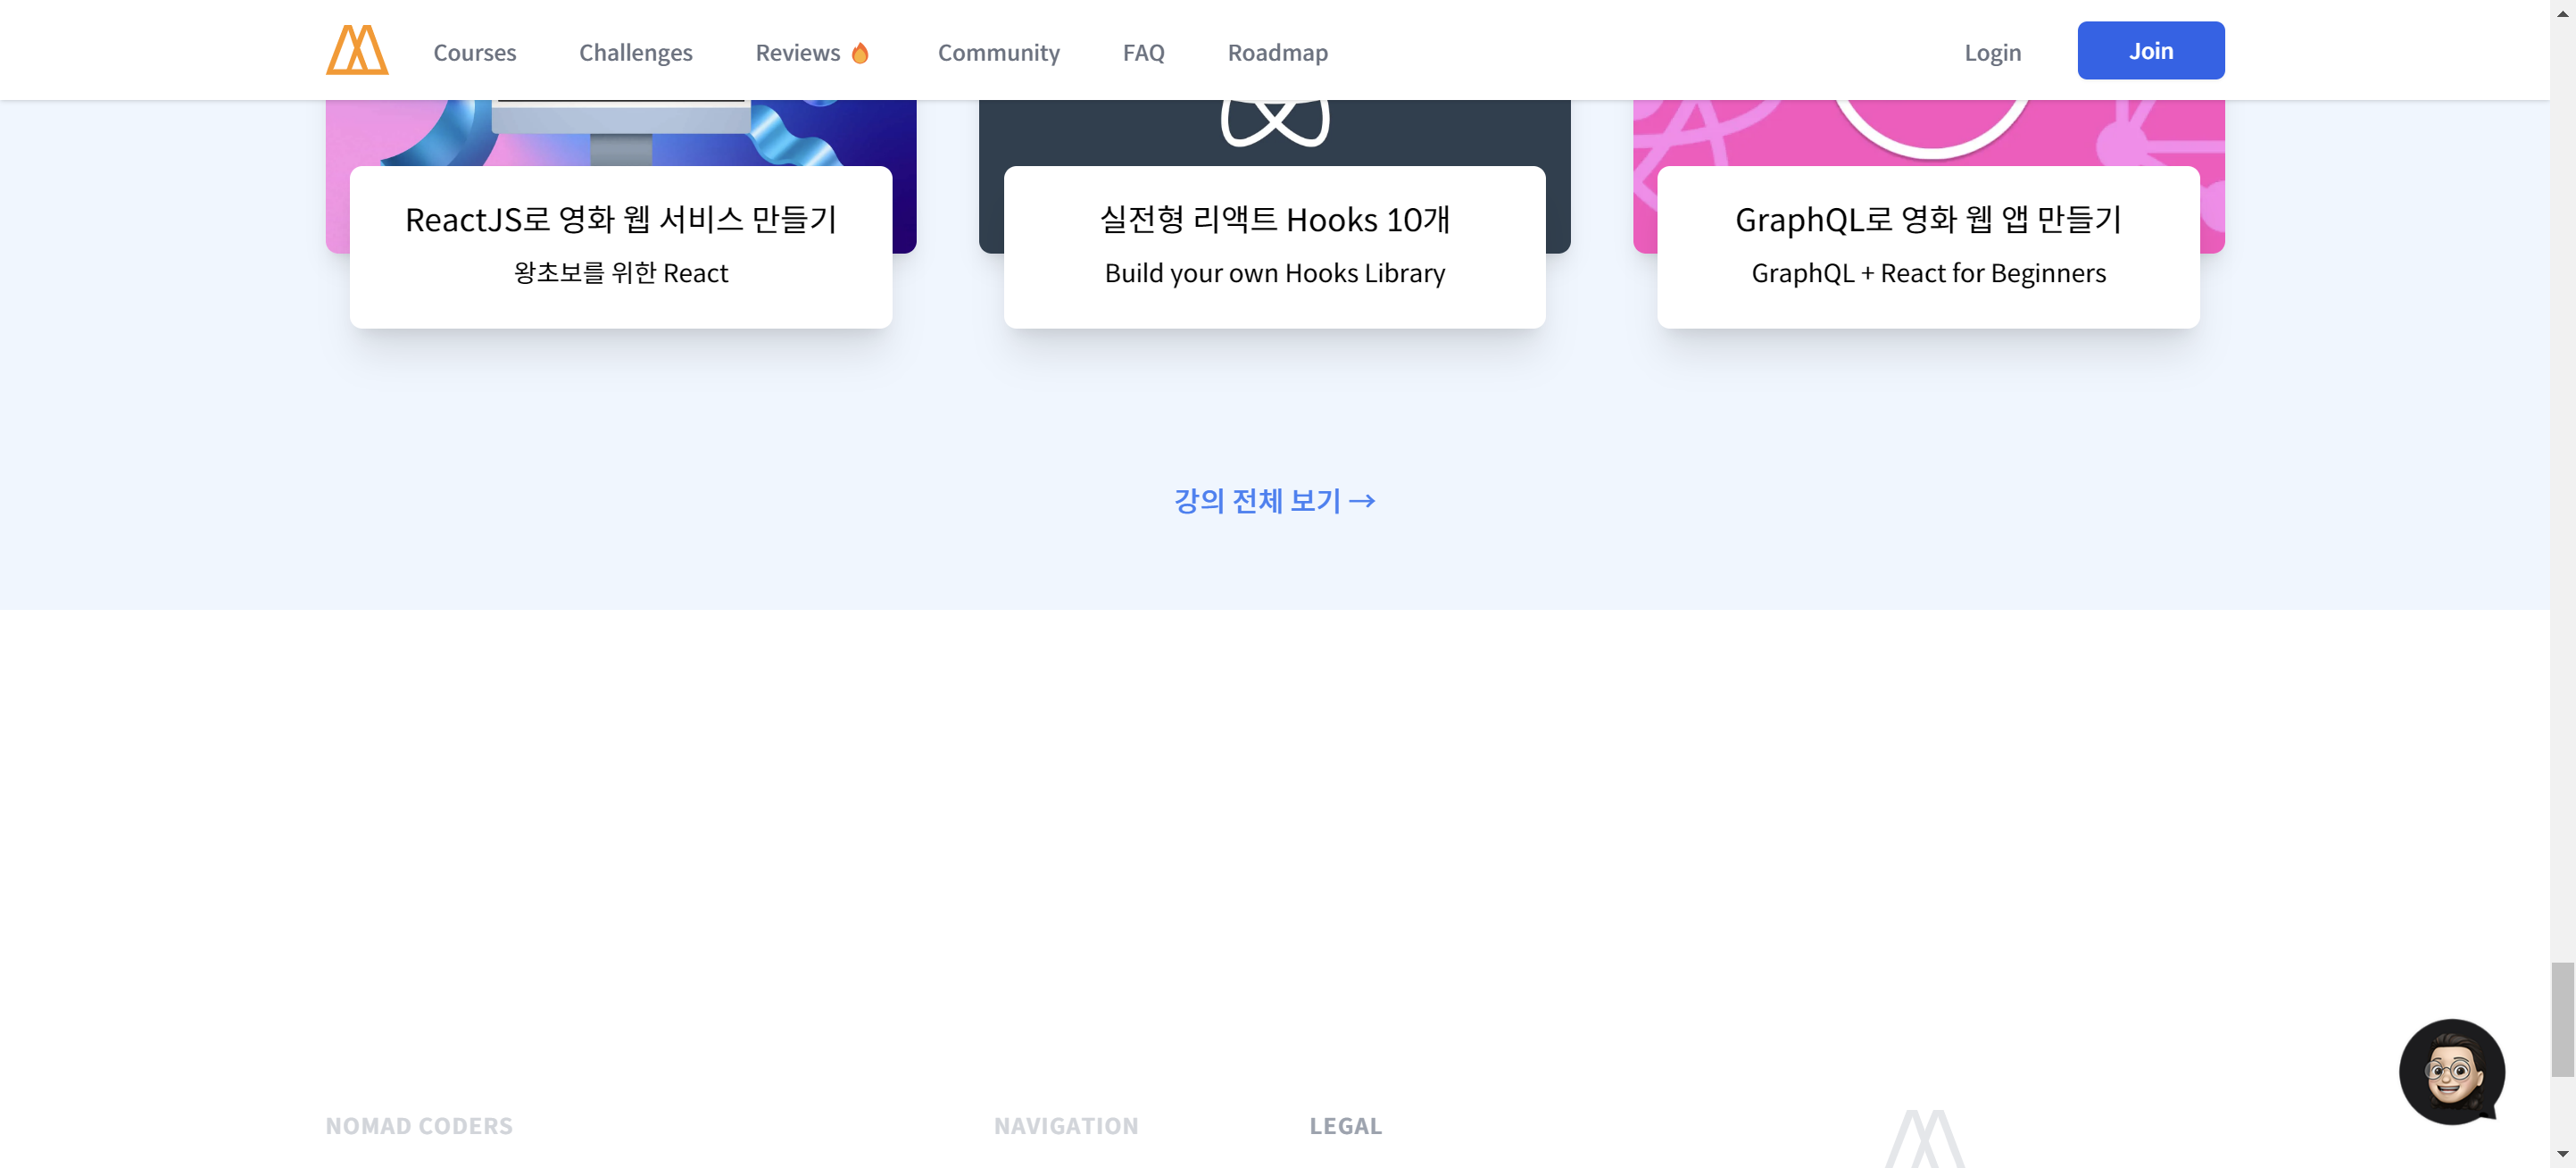 Courses Challenges Reviews 🔥 Community FAQ Roadmap Login Join
ReactJS로 영화 웹 서비스 만들기
왕초보를 위한 React
실전형 리액트 Hooks 10개
Build your own Hooks Library
GraphQL로 영화 웹 앱 만들기
GraphQL + React for Beginners
강의 전체 보기 →
NOMAD CODERS NAVIGATION LEGAL